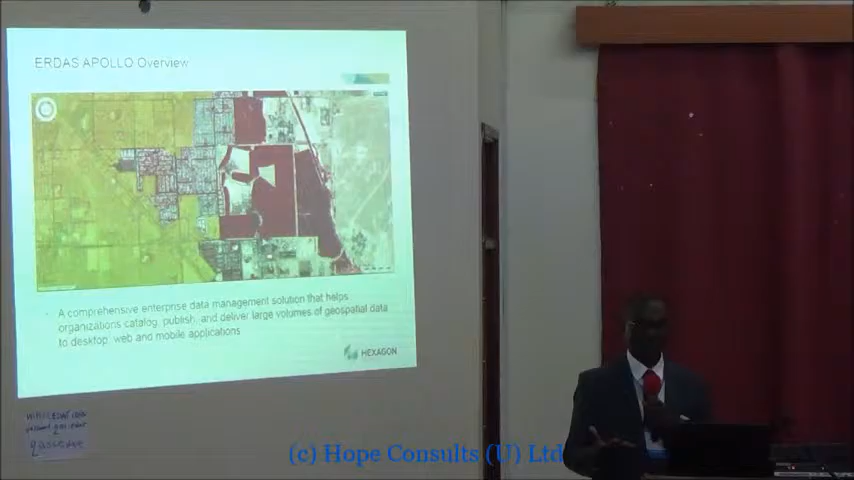 ERDAS APOLLO Overview
A comprehensive enterprise data management solution that helps
organizations catalog, publish, and deliver large volumes of geospatial data
to desktop, web and mobile applications
HEXAGON
(c) Hope Consults (U) Ltd